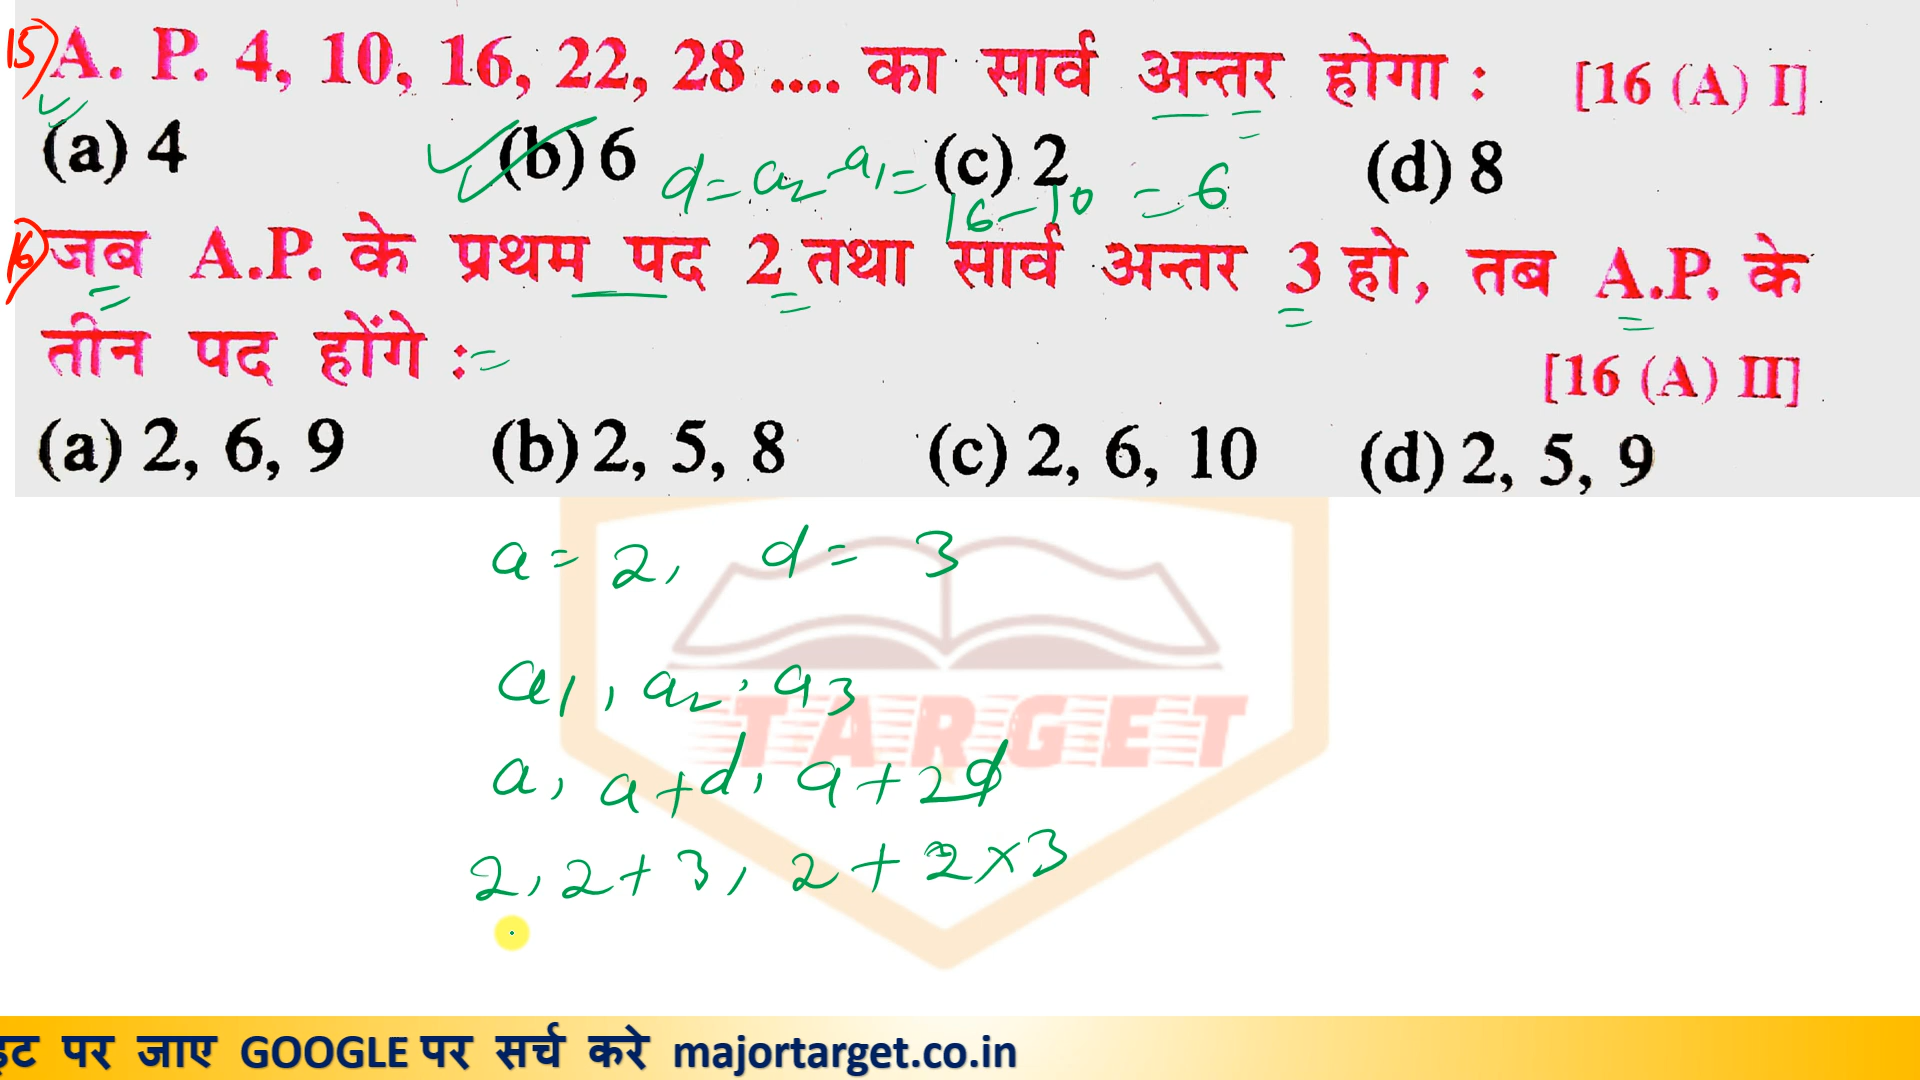 15) A. P. 4, 10, 16, 22, 28 .... का सार्व अन्तर होगा : [16 (A) I]
(a) 4 (b) 6 (c) 2 (d) 8
d = a2 - a1 = 16 - 10 = 6
16) जब A.P. के प्रथम पद 2 तथा सार्व अन्तर 3 हो, तब A.P. के
तीन पद होंगे : [16 (A) II]
(a) 2, 6, 9 (b) 2, 5, 8 (c) 2, 6, 10 (d) 2, 5, 9
a = 2, d = 3
a1, a2, a3
TARGET
a, a+d, a+2d
2, 2+3, 2+2×3
इट पर जाए GOOGLE पर सर्च करे majortarget.co.in